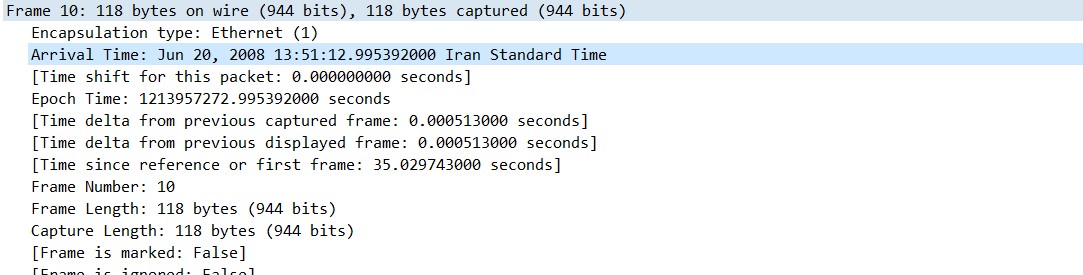 Frame 10: 118 bytes on wire (944 bits), 118 bytes captured (944 bits)
Encapsulation type: Ethernet (1)
Arrival Time: Jun 20, 2008 13:51:12.995392000 Iran Standard Time
[Time shift for this packet: 0.000000000 seconds]
Epoch Time: 1213957272.995392000 seconds
[Time delta from previous captured frame: 0.000513000 seconds]
[Time delta from previous displayed frame: 0.000513000 seconds]
[Time since reference or first frame: 35.029743000 seconds]
Frame Number: 10
Frame Length: 118 bytes (944 bits)
Capture Length: 118 bytes (944 bits)
[Frame is marked: False]
[Frame is ignored: False]